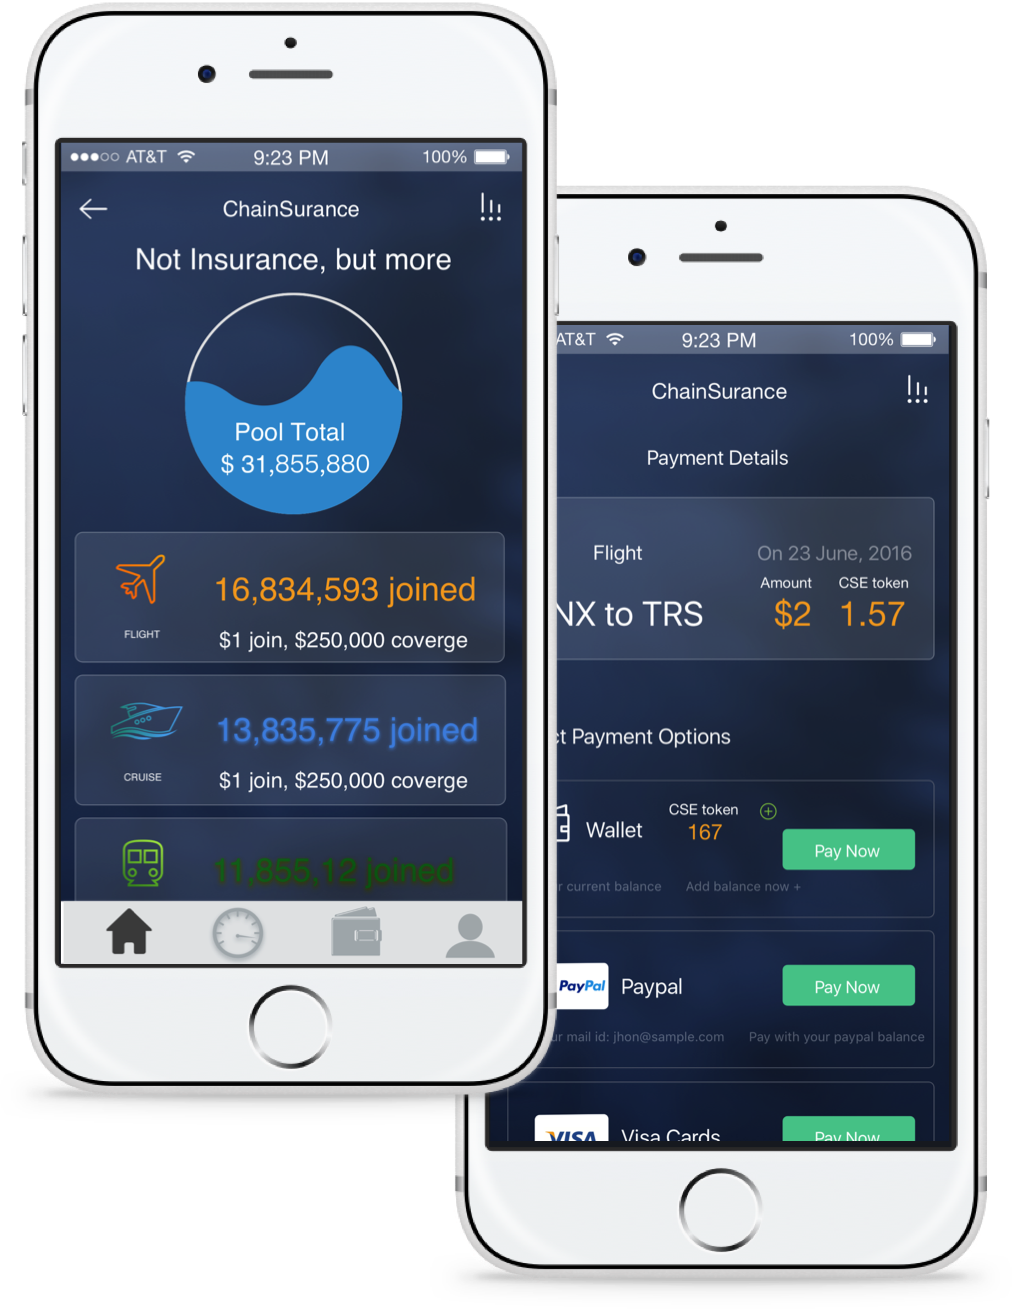 AT&T 9:23 PM 100%
ChainSurance
Not Insurance, but more
Pool Total
$ 31,855,880
16,834,593 joined
FLIGHT
$1 join, $250,000 coverge
13,835,775 joined
CRUISE
$1 join, $250,000 coverge
11,855,12 joined
AT&T 9:23 PM 100%
ChainSurance
Payment Details
Flight On 23 June, 2016
Amount CSE token
NX to TRS $2 1.57
ct Payment Options
CSE token
Wallet 167
Pay Now
r current balance Add balance now +
PayPal Paypal Pay Now
ur mail id: jhon@sample.com Pay with your paypal balance
VISA Visa Cards Pay Now